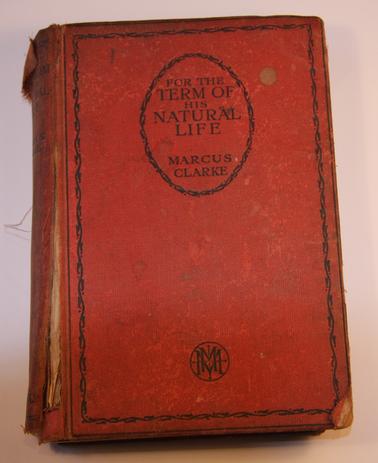 FOR THE
TERM OF
HIS
NATURAL
LIFE
MARCUS
CLARKE